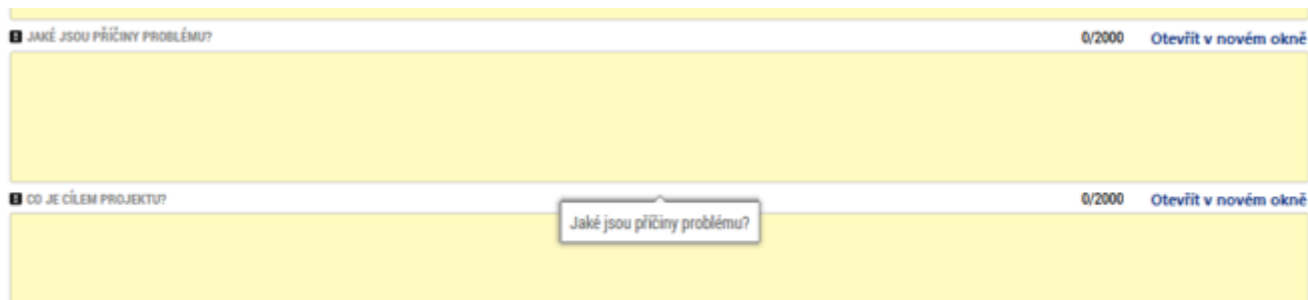 JAKÉ JSOU PŘÍČINY PROBLÉMU? 0/2000 Otevřít v novém okně
CO JE CÍLEM PROJEKTU? 0/2000 Otevřít v novém okně
Jaké jsou příčiny problému?